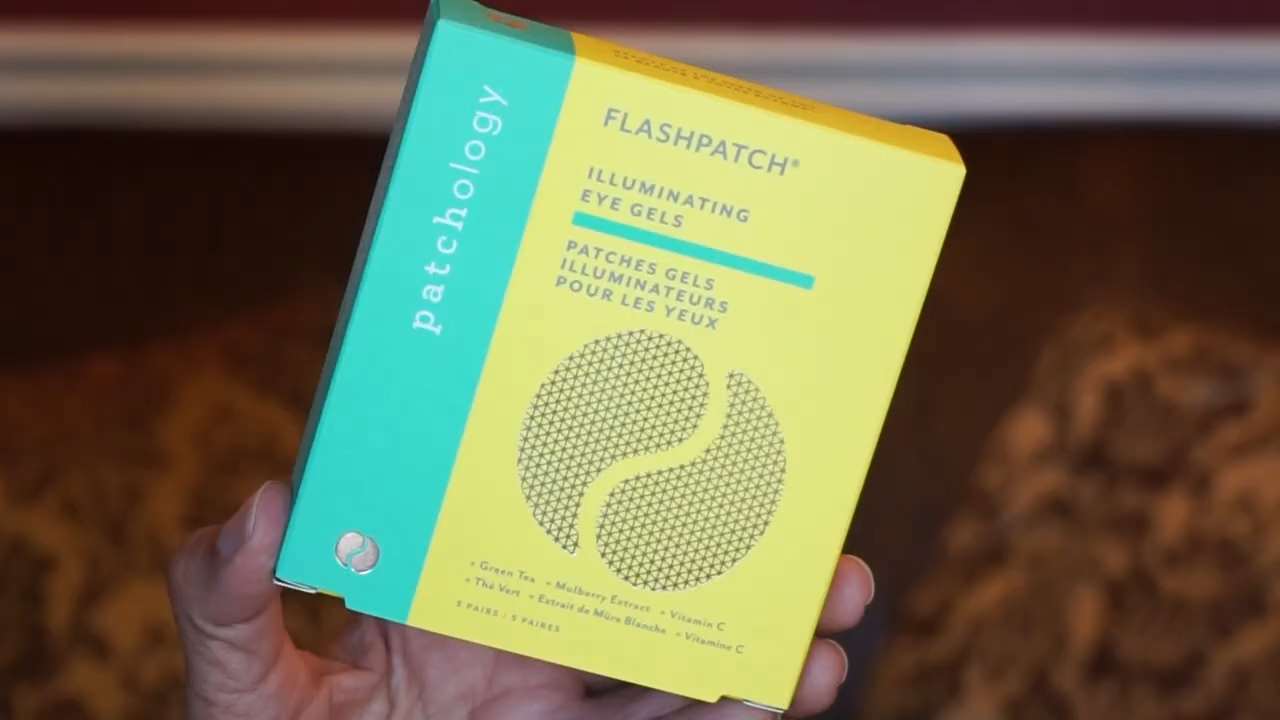 patchology
FLASHPATCH®
ILLUMINATING
EYE GELS
PATCHES GELS
ILLUMINATEURS
POUR LES YEUX
+ Green Tea + Mulberry Extract + Vitamin C
+ Thé Vert + Extrait de Mûre Blanche + Vitamine C
5 PAIRS / 5 PAIRES